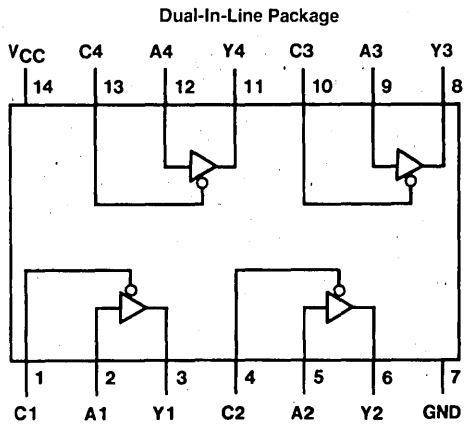 Dual-In-Line Package
VCC C4 A4 Y4 C3 A3 Y3
14 13 12 11 10 9 8
1 2 3 4 5 6 7
C1 A1 Y1 C2 A2 Y2 GND